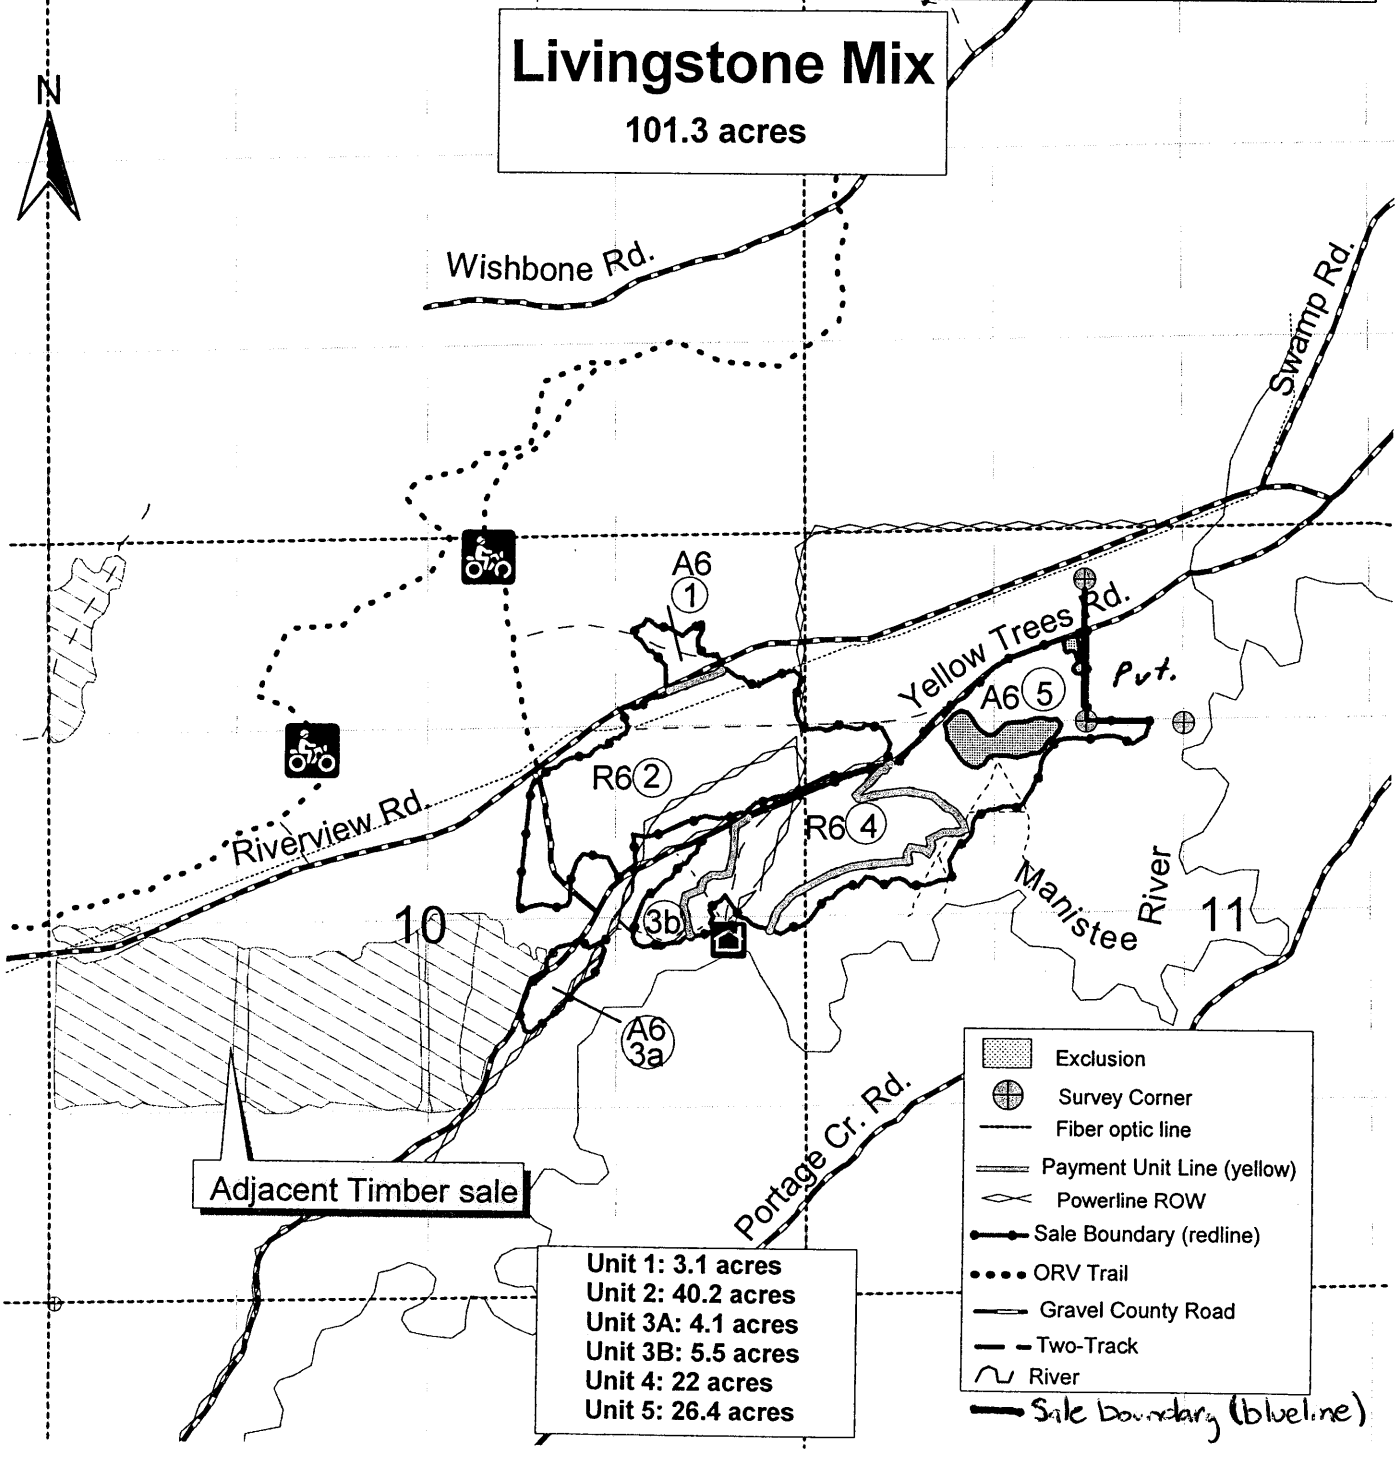 Livingstone Mix
101.3 acres
N
Wishbone Rd.
Swamp Rd.
A6
1
Yellow Trees Rd.
A6 5
Pvt.
R6 2
Riverview Rd.
R6 4
Manistee
River
10
3b
11
A6
3a
Adjacent Timber sale
Portage Cr. Rd.
Exclusion
Survey Corner
Fiber optic line
Payment Unit Line (yellow)
Powerline ROW
Sale Boundary (redline)
ORV Trail
Gravel County Road
Two-Track
River
Sale boundary (blueline)
Unit 1: 3.1 acres
Unit 2: 40.2 acres
Unit 3A: 4.1 acres
Unit 3B: 5.5 acres
Unit 4: 22 acres
Unit 5: 26.4 acres